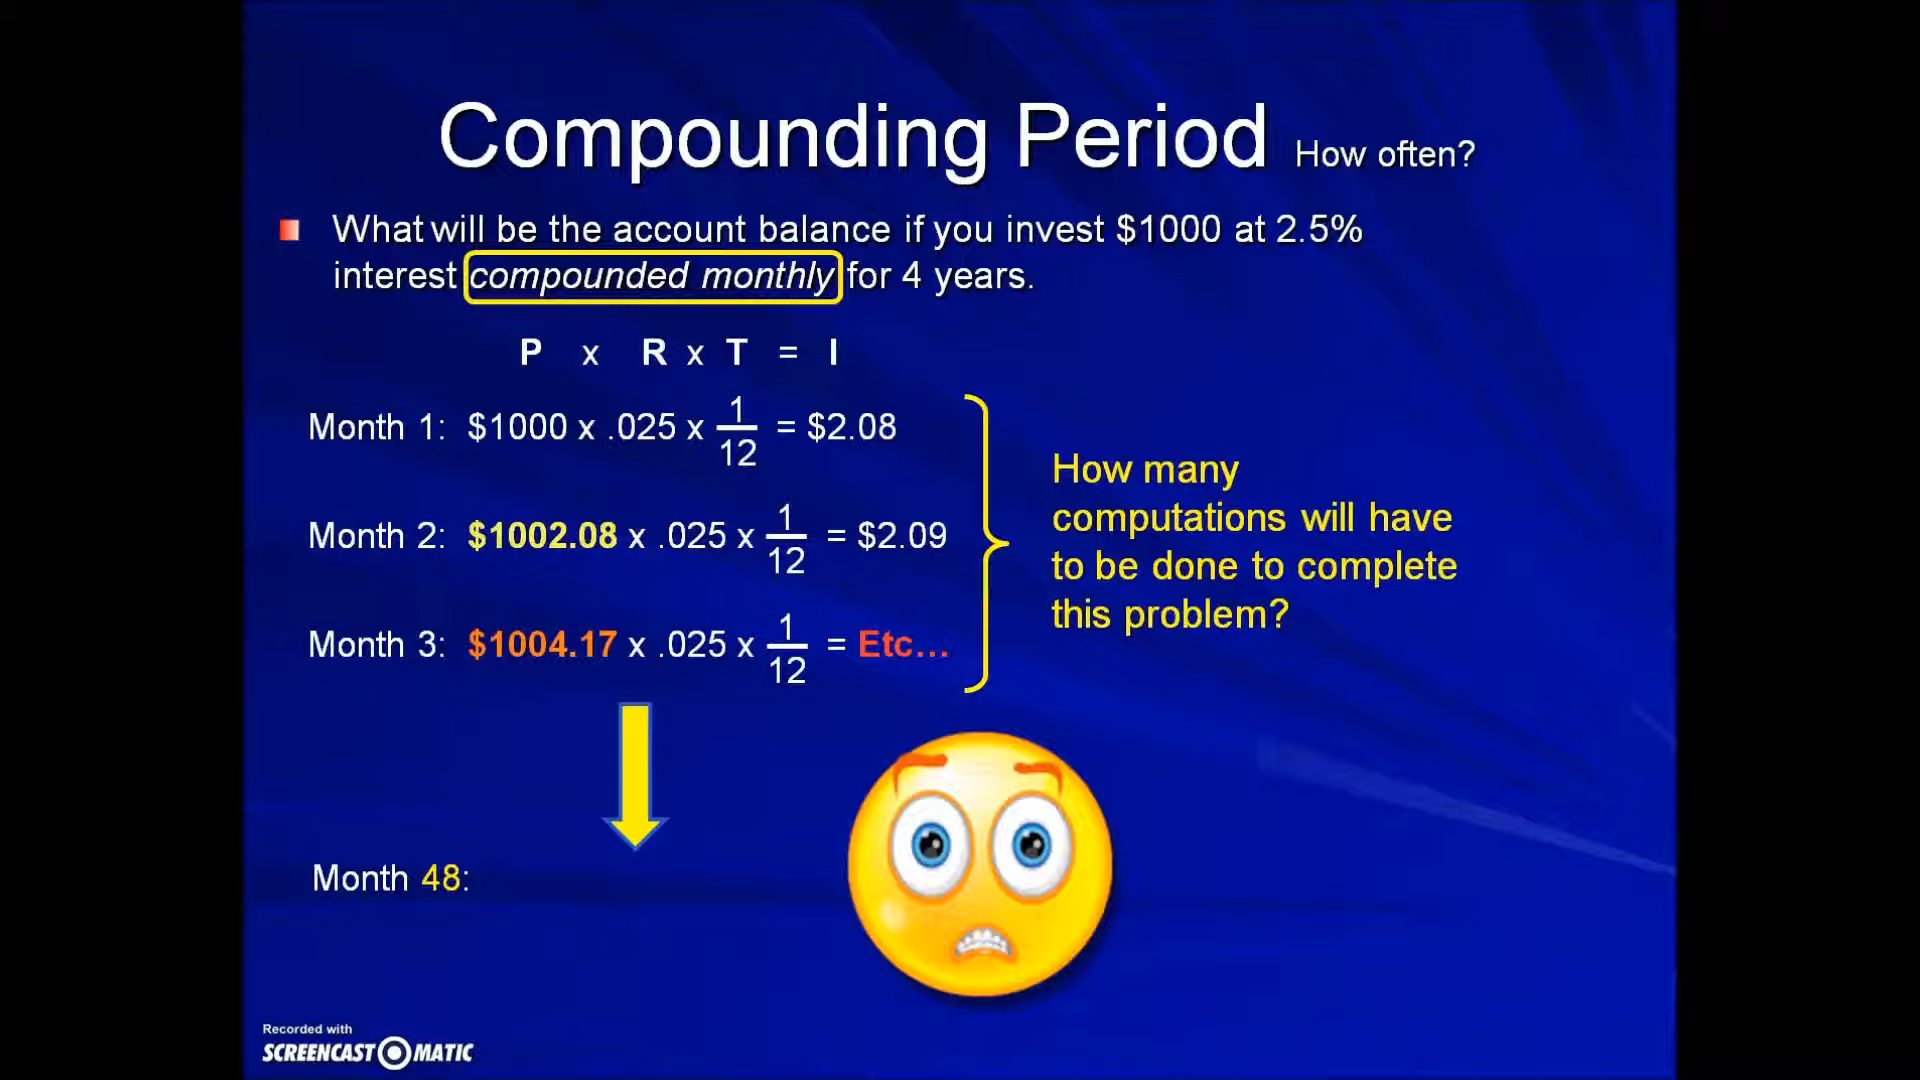 Compounding Period How often?
What will be the account balance if you invest $1000 at 2.5%
interest compounded monthly for 4 years.
P x R x T = I
Month 1: $1000 x .025 x 1/12 = $2.08
Month 2: $1002.08 x .025 x 1/12 = $2.09
Month 3: $1004.17 x .025 x 1/12 = Etc...
How many
computations will have
to be done to complete
this problem?
Month 48:
Recorded with
SCREENCAST-O-MATIC